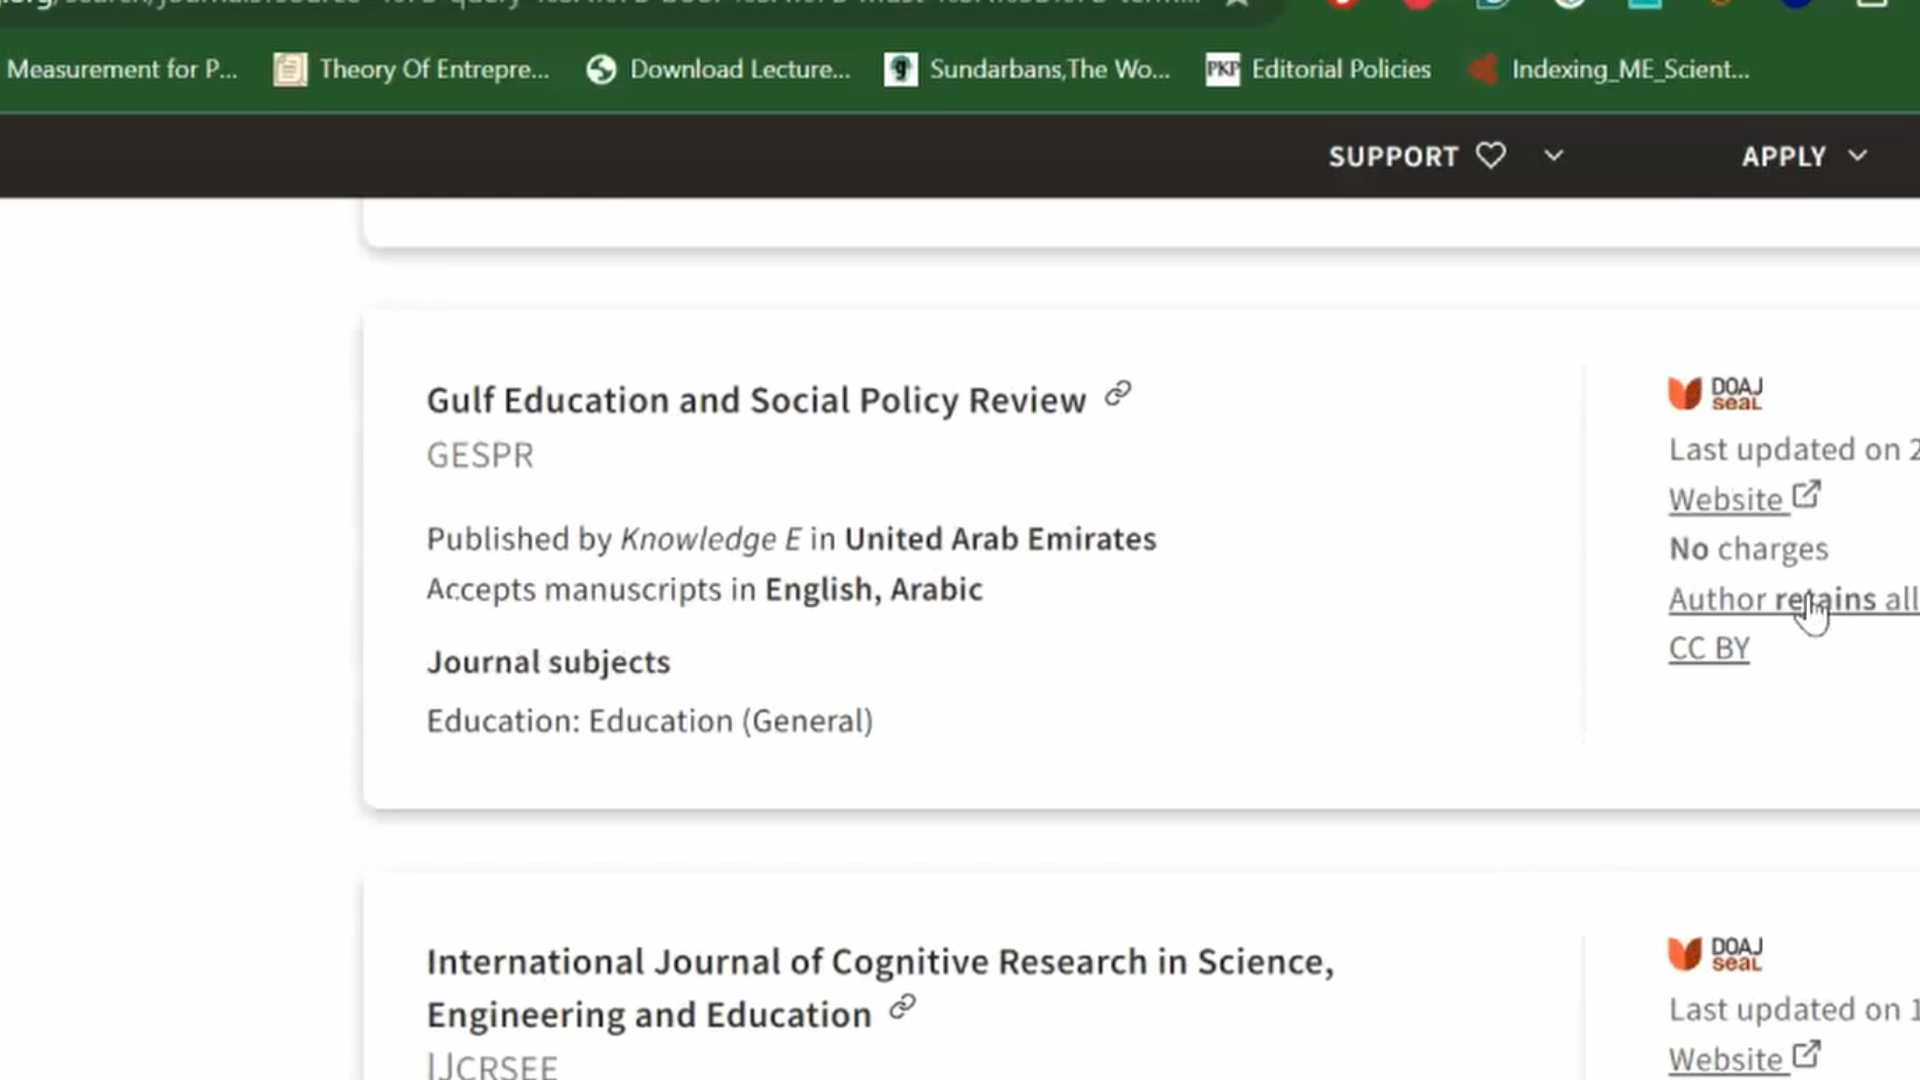 Measurement for P... Theory Of Entrepre... Download Lecture... Sundarbans,The Wo... PKP Editorial Policies Indexing_ME_Scient...
SUPPORT APPLY
Gulf Education and Social Policy Review
GESPR
Published by Knowledge E in United Arab Emirates
Accepts manuscripts in English, Arabic
Journal subjects
Education: Education (General)
DOAJ
seal
Last updated on 2
Website
No charges
Author retains all
CC BY
International Journal of Cognitive Research in Science,
Engineering and Education
IJCRSEE
DOAJ
seal
Last updated on 1
Website